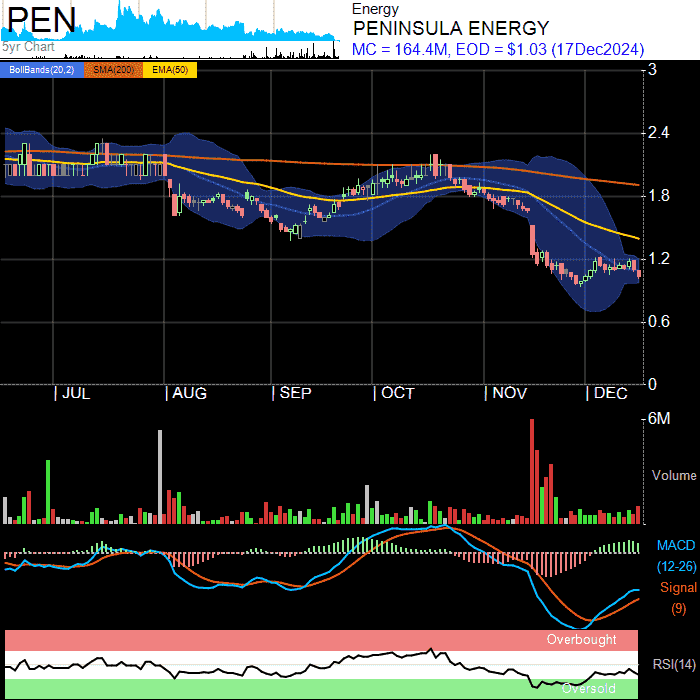 PEN
5yr Chart
Energy
PENINSULA ENERGY
MC = 164.4M, EOD = $1.03 (17Dec2024)
BollBands(20,2) SMA(200) EMA(50)
3
2.4
1.8
1.2
0.6
0
| JUL | AUG | SEP | OCT | NOV | DEC
6M
Volume
MACD
(12-26)
Signal
(9)
Overbought
RSI(14)
Oversold